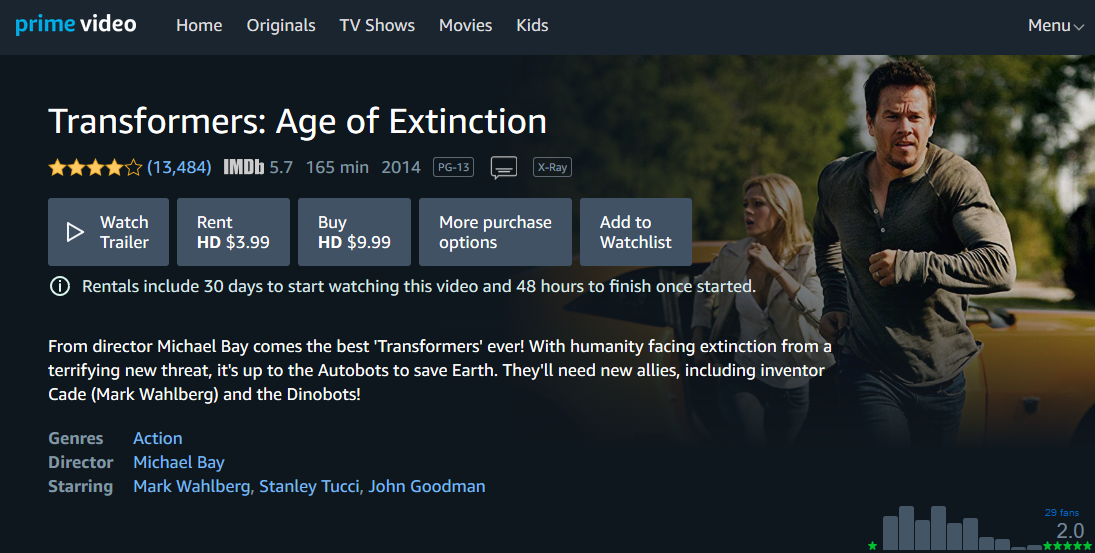 prime video Home Originals TV Shows Movies Kids Menu
Transformers: Age of Extinction
(13,484) IMDb 5.7 165 min 2014 PG-13 X-Ray
Watch Trailer
Rent
HD $3.99
Buy
HD $9.99
More purchase
options
Add to
Watchlist
Rentals include 30 days to start watching this video and 48 hours to finish once started.
From director Michael Bay comes the best 'Transformers' ever! With humanity facing extinction from a
terrifying new threat, it's up to the Autobots to save Earth. They'll need new allies, including inventor
Cade (Mark Wahlberg) and the Dinobots!
Genres Action
Director Michael Bay
Starring Mark Wahlberg, Stanley Tucci, John Goodman
29 fans
2.0